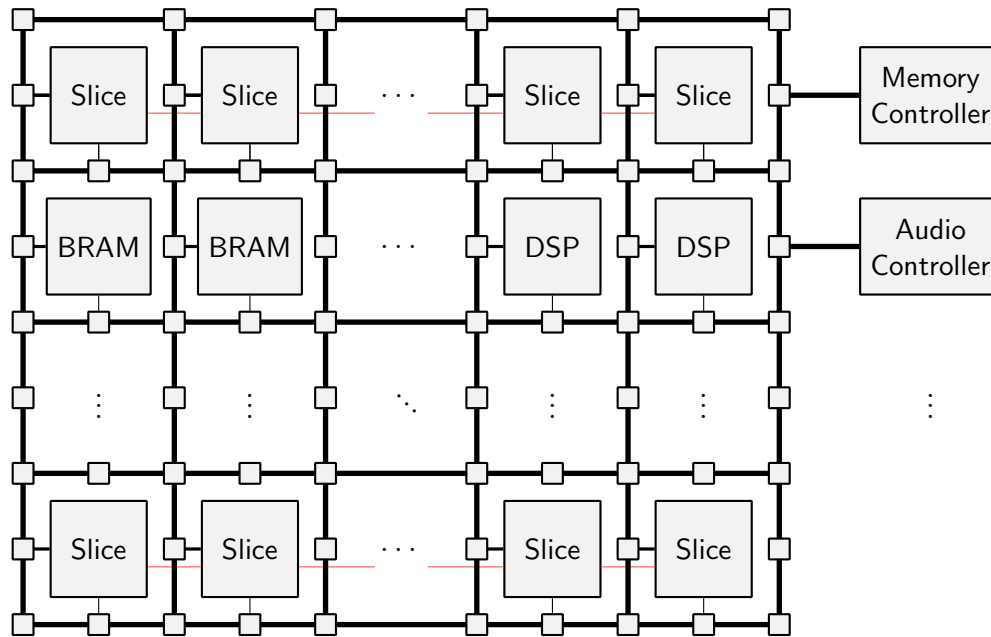 Slice Slice ... Slice Slice Memory
Controller
BRAM BRAM ... DSP DSP Audio
Controller
Slice Slice ... Slice Slice